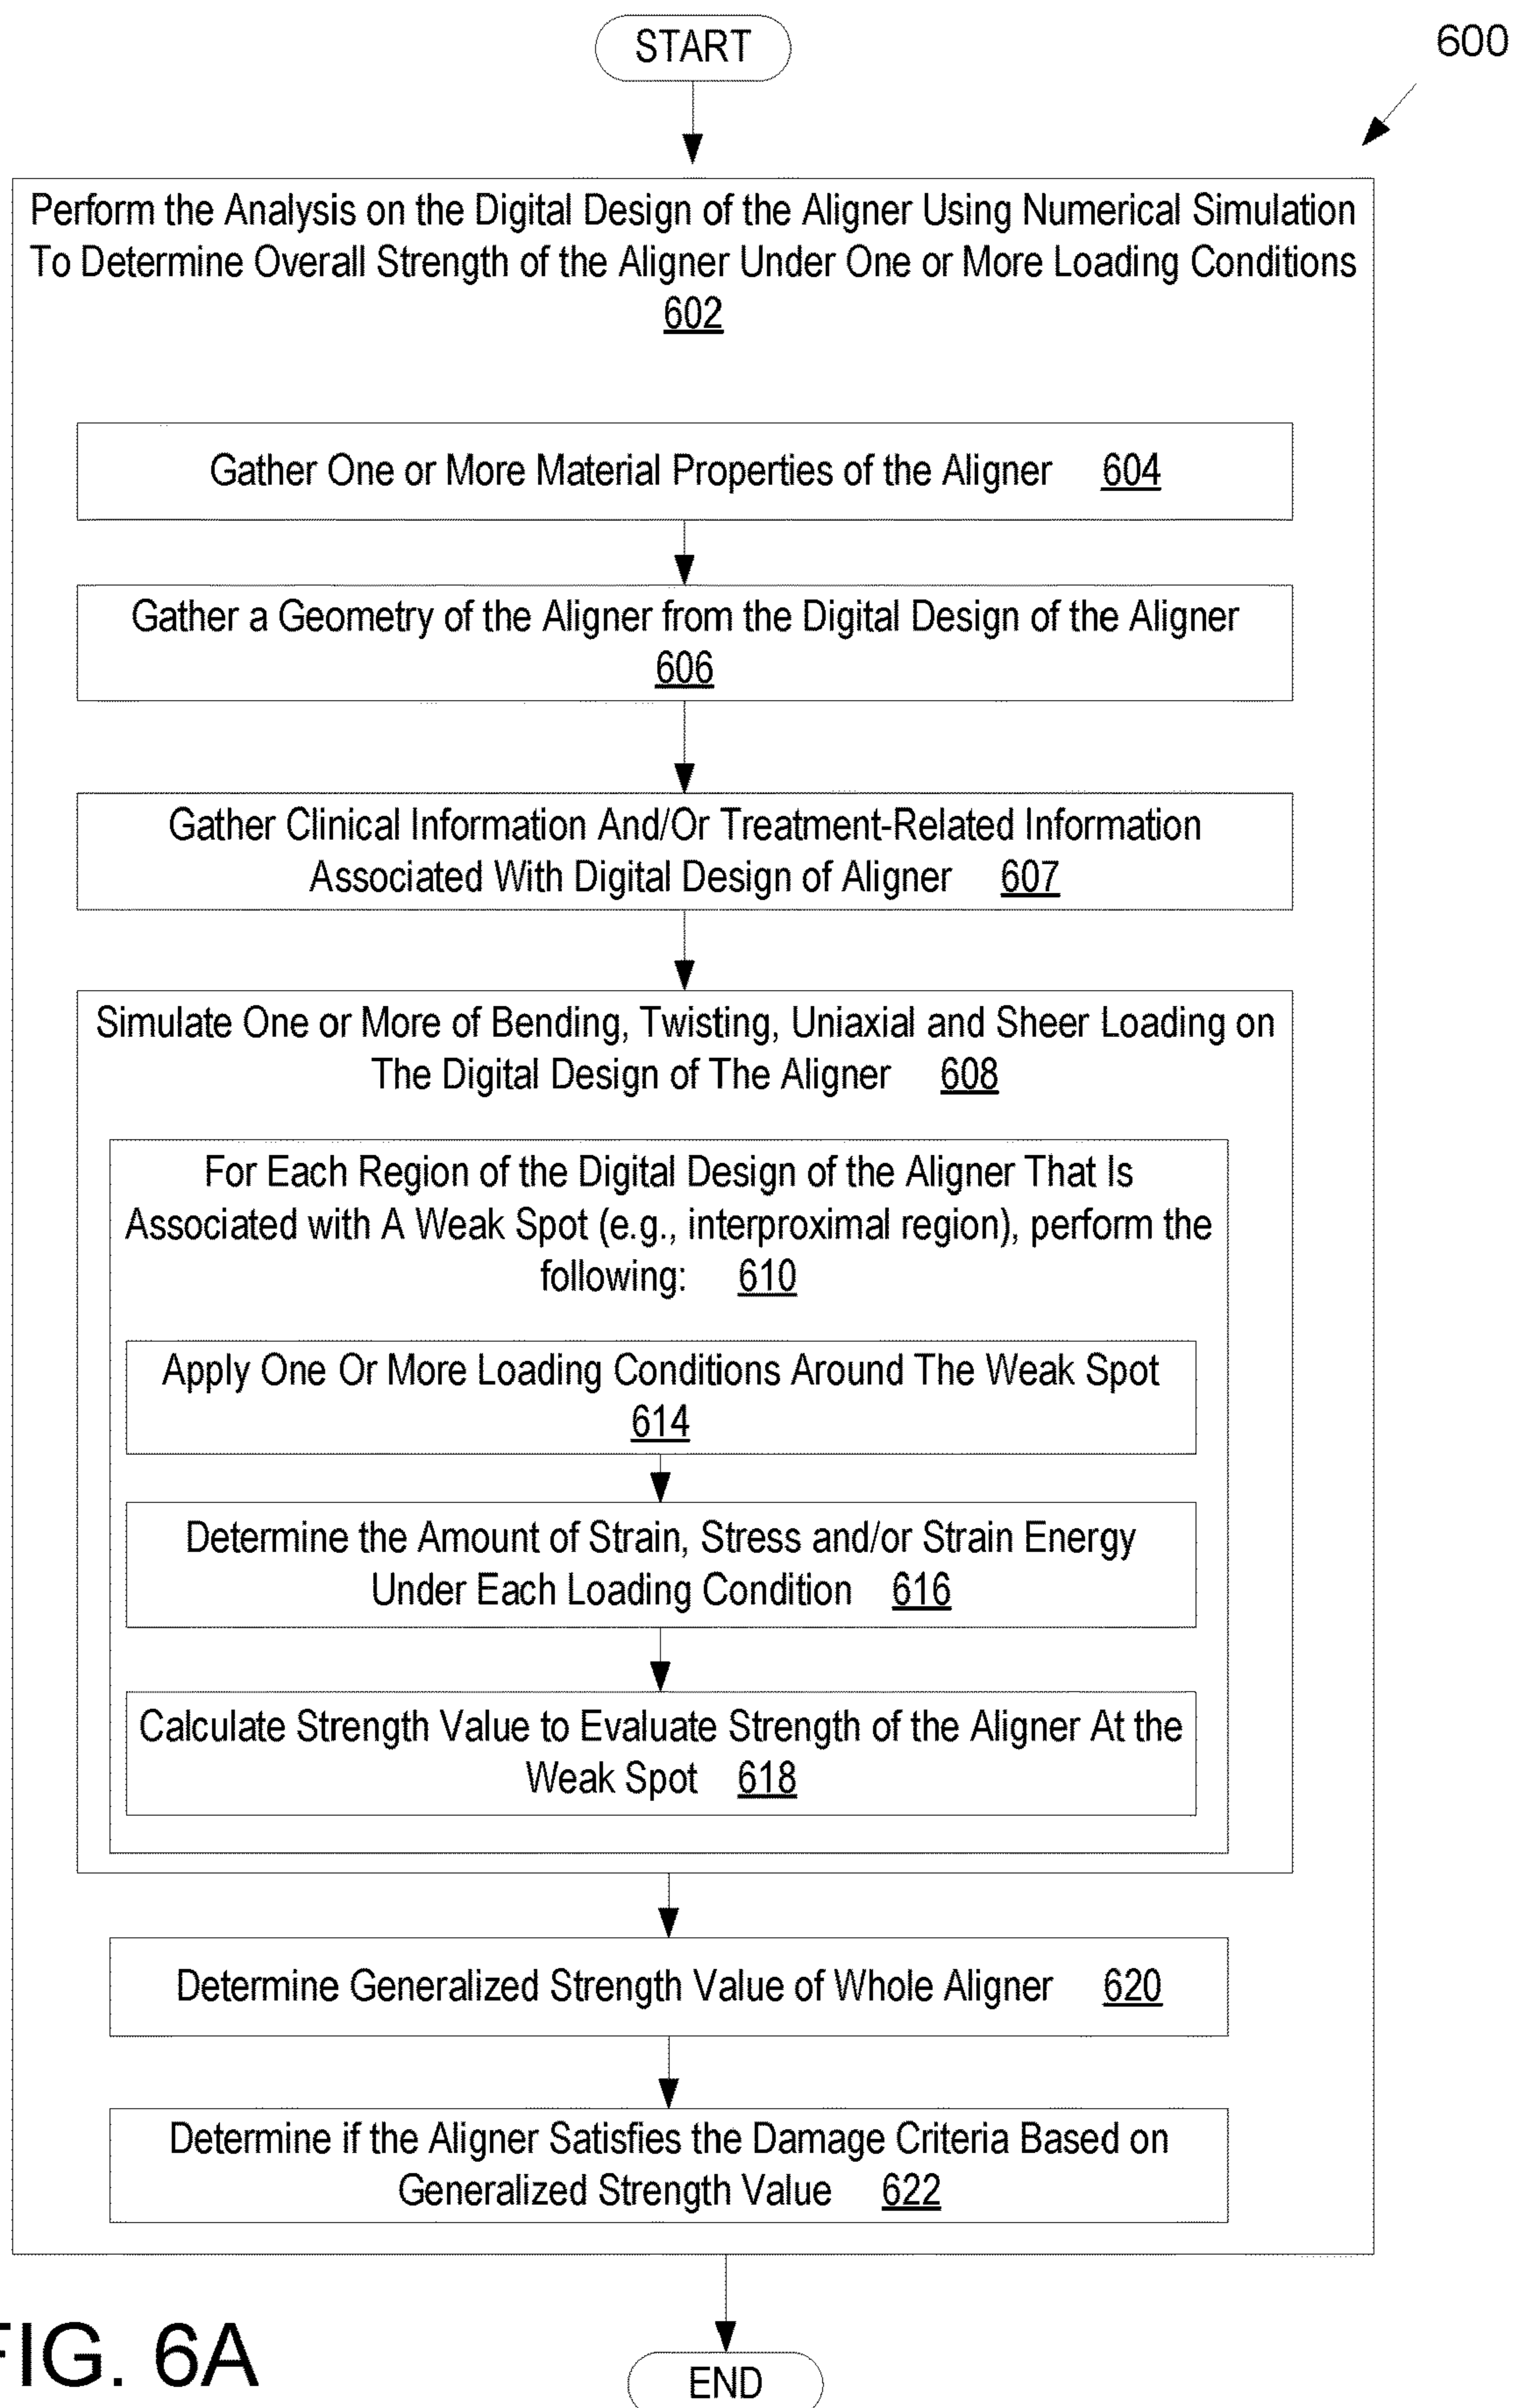 START
600
Perform the Analysis on the Digital Design of the Aligner Using Numerical Simulation
To Determine Overall Strength of the Aligner Under One or More Loading Conditions
602
Gather One or More Material Properties of the Aligner 604
Gather a Geometry of the Aligner from the Digital Design of the Aligner
606
Gather Clinical Information And/Or Treatment-Related Information
Associated With Digital Design of Aligner 607
Simulate One or More of Bending, Twisting, Uniaxial and Sheer Loading on
The Digital Design of The Aligner 608
For Each Region of the Digital Design of the Aligner That Is
Associated with A Weak Spot (e.g., interproximal region), perform the
following: 610
Apply One Or More Loading Conditions Around The Weak Spot
614
Determine the Amount of Strain, Stress and/or Strain Energy
Under Each Loading Condition 616
Calculate Strength Value to Evaluate Strength of the Aligner At the
Weak Spot 618
Determine Generalized Strength Value of Whole Aligner 620
Determine if the Aligner Satisfies the Damage Criteria Based on
Generalized Strength Value 622
FIG. 6A
END